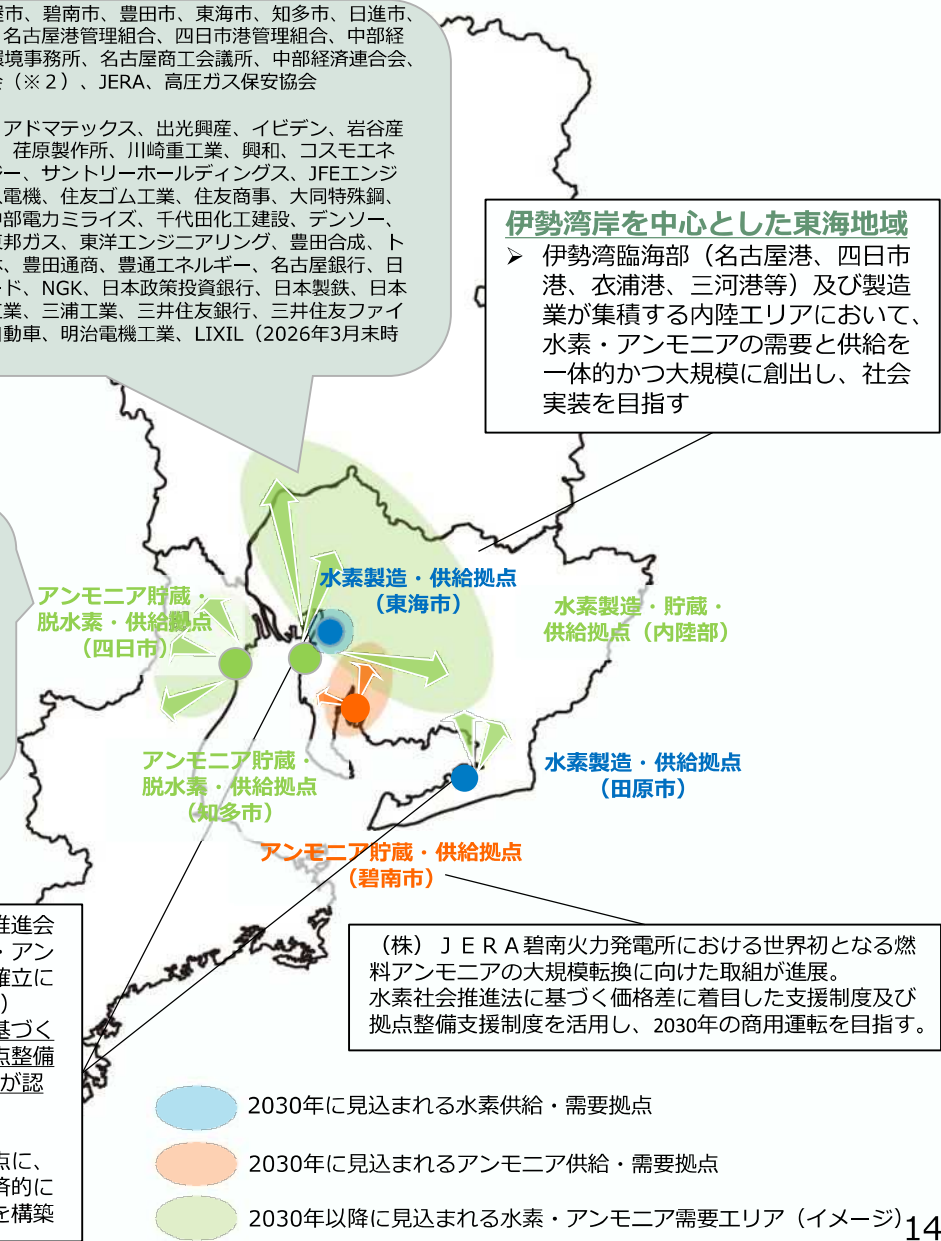 屋市、碧南市、豊田市、東海市、知多市、日進市、
名古屋港管理組合、四日市港管理組合、中部経
環境事務所、名古屋商工会議所、中部経済連合会、
会（※２）、JERA、高圧ガス保安協会
アドマテックス、出光興産、イビデン、岩谷産
荏原製作所、川崎重工業、興和、コスモエネ
ジー、サントリーホールディングス、JFEエンジ
電機、住友ゴム工業、住友商事、大同特殊鋼、
中部電力ミライズ、千代田化工建設、デンソー、
東邦ガス、東洋エンジニアリング、豊田合成、ト
、豊田通商、豊通エネルギー、名古屋銀行、日
ード、NGK、日本政策投資銀行、日本製鉄、日本
工業、三浦工業、三井住友銀行、三井住友ファイ
自動車、明治電機工業、LIXIL（2026年3月末時
伊勢湾岸を中心とした東海地域
➢ 伊勢湾臨海部（名古屋港、四日市
港、衣浦港、三河港等）及び製造
業が集積する内陸エリアにおいて、
水素・アンモニアの需要と供給を
一体的かつ大規模に創出し、社会
実装を目指す
水素製造・供給拠点
（東海市）
アンモニア貯蔵・
脱水素・供給拠点
（四日市）
水素製造・貯蔵・
供給拠点（内陸部）
アンモニア貯蔵・
脱水素・供給拠点
（知多市）
水素製造・供給拠点
（田原市）
アンモニア貯蔵・供給拠点
（碧南市）
推進会
・アン
確立に
）
基づく
点整備
が認
点に、
済的に
を構築
（株）ＪＥＲＡ碧南火力発電所における世界初となる燃
料アンモニアの大規模転換に向けた取組が進展。
水素社会推進法に基づく価格差に着目した支援制度及び
拠点整備支援制度を活用し、2030年の商用運転を目指す。
2030年に見込まれる水素供給・需要拠点
2030年に見込まれるアンモニア供給・需要拠点
2030年以降に見込まれる水素・アンモニア需要エリア（イメージ）
14